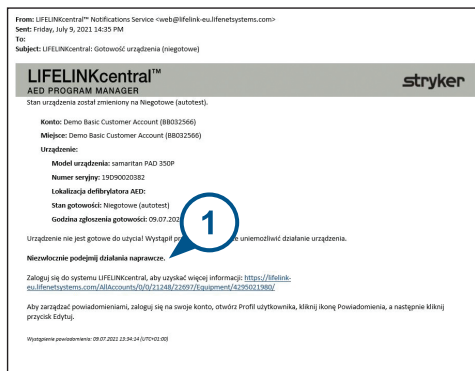 From: LIFELINKcentral™ Notifications Service <web@lifelink-eu.lifenetsystems.com>
Sent: Friday, July 9, 2021 14:35 PM
To:
Subject: LIFELINKcentral: Gotowość urządzenia (niegotowe)
LIFELINKcentral™
AED PROGRAM MANAGER
stryker
Stan urządzenia został zmieniony na Niegotowe (autotest).
Konto: Demo Basic Customer Account (BB032566)
Miejsce: Demo Basic Customer Account (BB032566)
Urządzenie:
Model urządzenia: samaritan PAD 350P
Numer seryjny: 19D90020382
Lokalizacja defibrylatora AED:
Stan gotowości: Niegotowe (autotest)
Godzina zgłoszenia gotowości: 09.07.202
1
Urządzenie nie jest gotowe do użycia! Wystąpił pr e uniemożliwić działanie urządzenia.
Niezwłocznie podejmij działania naprawcze.
Zaloguj się do systemu LIFELINKcentral, aby uzyskać więcej informacji: https://lifelink-
eu.lifenetsystems.com/AllAccounts/0/0/21248/22697/Equipment/4295021980/
Aby zarządzać powiadomieniami, zaloguj się na swoje konto, otwórz Profil użytkownika, kliknij ikonę Powiadomienia, a następnie kliknij
przycisk Edytuj.
Wystąpienie powiadomienia: 09.07.2021 13:34:14 (UTC+01:00)